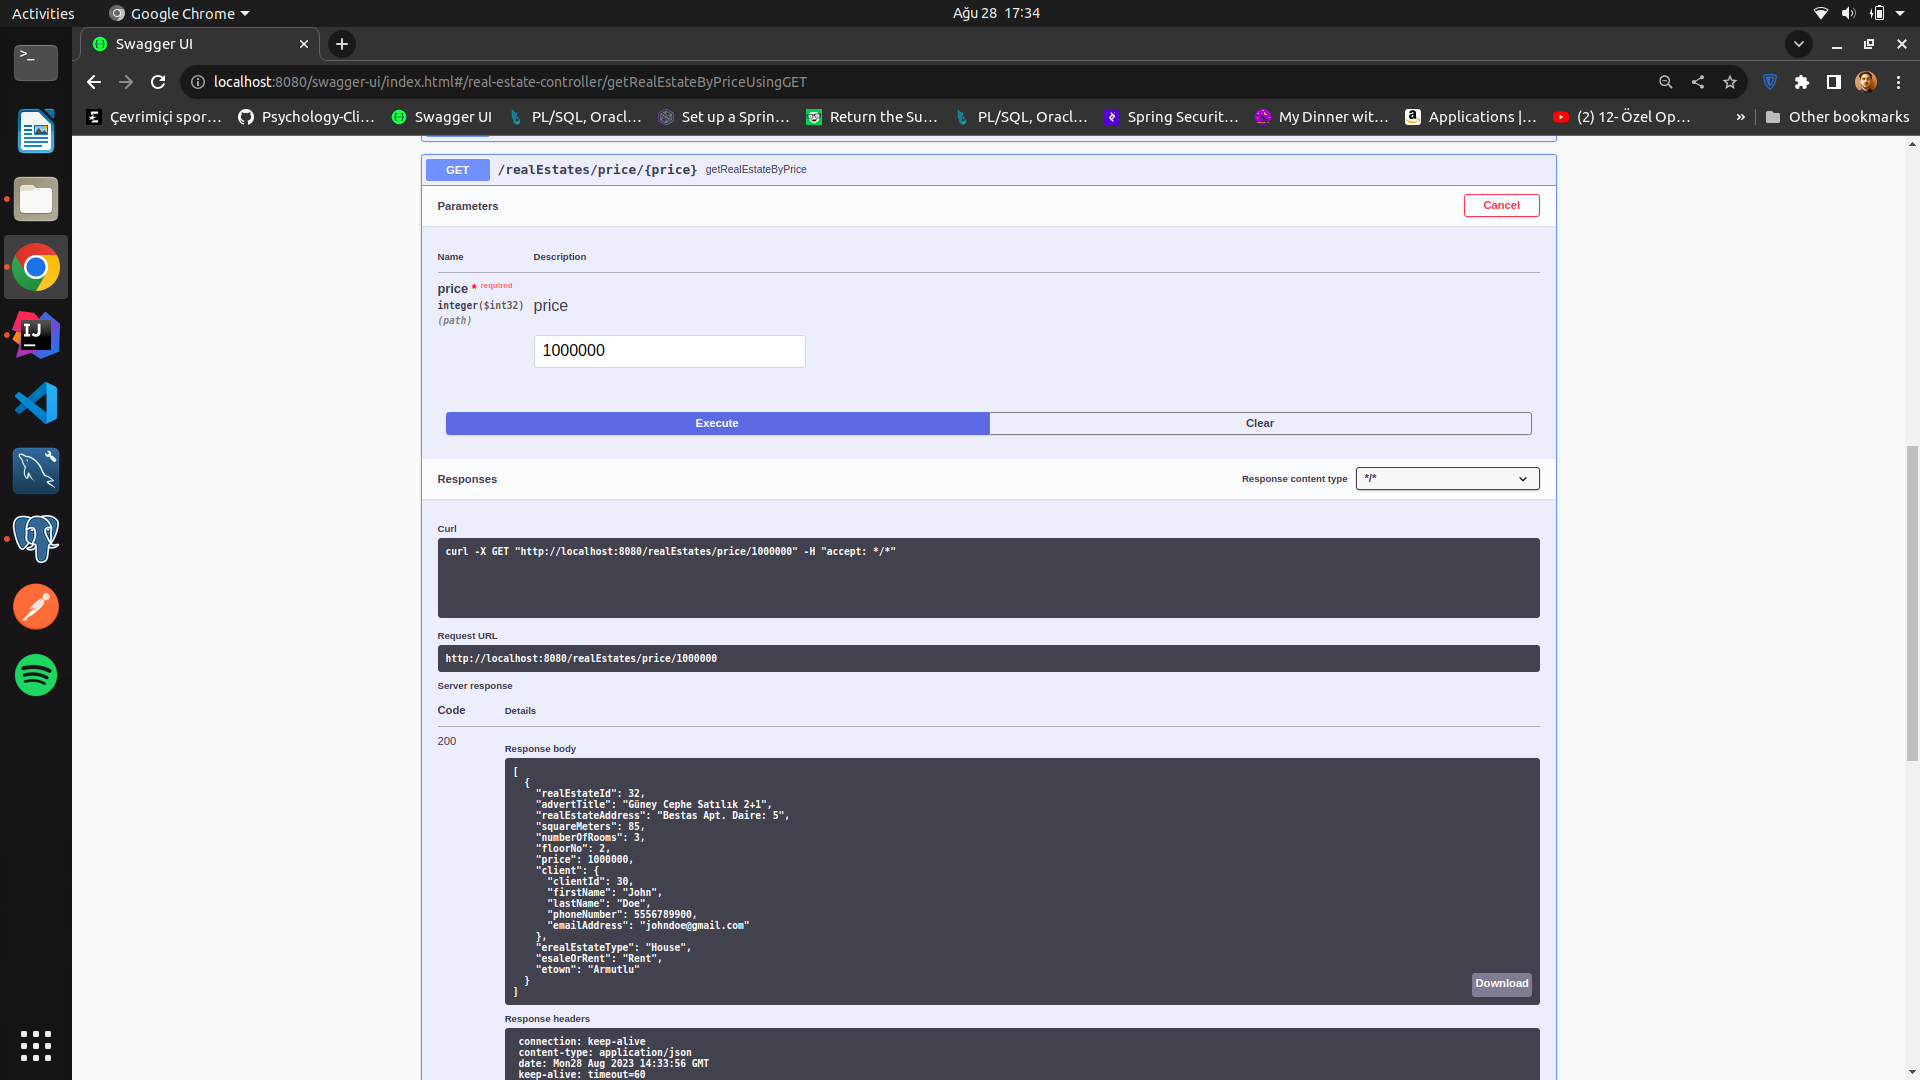 Activities
Google Chrome
Ağu 28 17:34
Swagger UI
localhost:8080/swagger-ui/index.html#/real-estate-controller/getRealEstateByPriceUsingGET
Çevrimiçi spor…
Psychology-Cli…
Swagger UI
PL/SQL, Oracl…
Set up a Sprin…
Return the Su…
PL/SQL, Oracl…
Spring Securit…
My Dinner wit…
Applications |…
(2) 12- Özel Op…
»
Other bookmarks
GET /realEstates/price/{price} getRealEstateByPrice
Parameters
Cancel
Name Description
price * required
integer($int32)
(path)
price
1000000
Execute
Clear
Responses
Response content type
*/*
Curl
curl -X GET "http://localhost:8080/realEstates/price/1000000" -H "accept: */*"
Request URL
http://localhost:8080/realEstates/price/1000000
Server response
Code Details
200
Response body
[
{
"realEstateId": 32,
"advertTitle": "Güney Cephe Satılık 2+1",
"realEstateAddress": "Bestas Apt. Daire: 5",
"squareMeters": 85,
"numberOfRooms": 3,
"floorNo": 2,
"price": 1000000,
"client": {
"clientId": 30,
"firstName": "John",
"lastName": "Doe",
"phoneNumber": 5556789900,
"emailAddress": "johndoe@gmail.com"
},
"erealEstateType": "House",
"esaleOrRent": "Rent",
"etown": "Armutlu"
}
]
Download
Response headers
connection: keep-alive
content-type: application/json
date: Mon28 Aug 2023 14:33:56 GMT
keep-alive: timeout=60